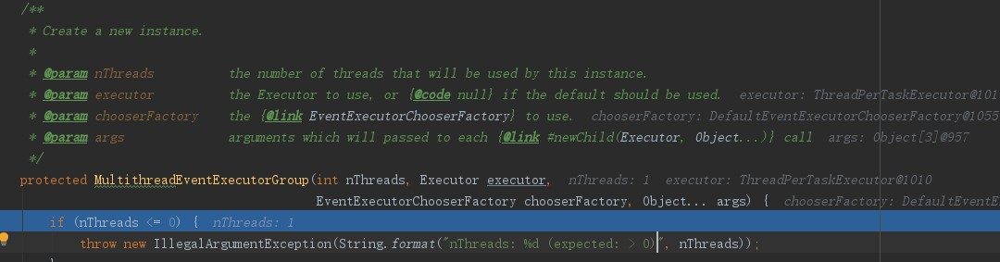 /**
* Create a new instance.
*
* @param nThreads the number of threads that will be used by this instance.
* @param executor the Executor to use, or {@code null} if the default should be used. executor: ThreadPerTaskExecutor@101
* @param chooserFactory the {@link EventExecutorChooserFactory} to use. chooserFactory: DefaultEventExecutorChooserFactory@1055
* @param args arguments which will passed to each {@link #newChild(Executor, Object...)} call args: Object[3]@957
*/
protected MultithreadEventExecutorGroup(int nThreads, Executor executor, nThreads: 1 executor: ThreadPerTaskExecutor@1010
EventExecutorChooserFactory chooserFactory, Object... args) { chooserFactory: DefaultEventE
if (nThreads <= 0) { nThreads: 1
throw new IllegalArgumentException(String.format("nThreads: %d (expected: > 0)", nThreads));